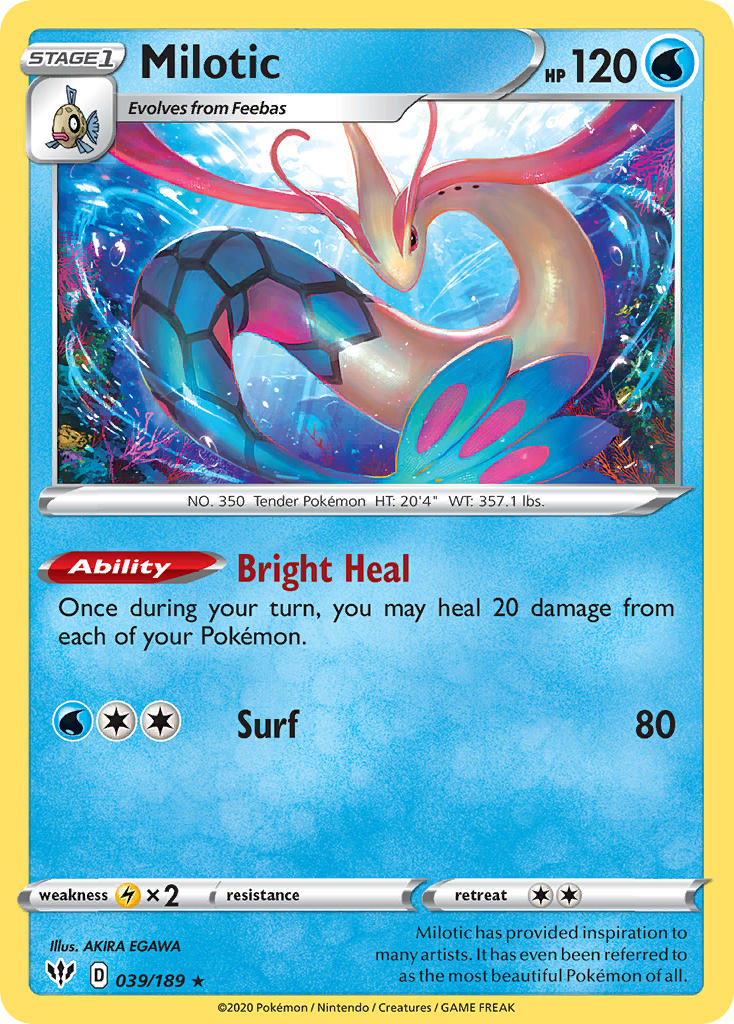 STAGE 1
Milotic
HP 120
Evolves from Feebas
NO. 350 Tender Pokémon HT: 20'4" WT: 357.1 lbs.
Ability
Bright Heal
Once during your turn, you may heal 20 damage from
each of your Pokémon.
Surf 80
weakness ×2 resistance retreat
Illus. AKIRA EGAWA
Milotic has provided inspiration to
many artists. It has even been referred to
as the most beautiful Pokémon of all.
D 039/189 ★
©2020 Pokémon / Nintendo / Creatures / GAME FREAK